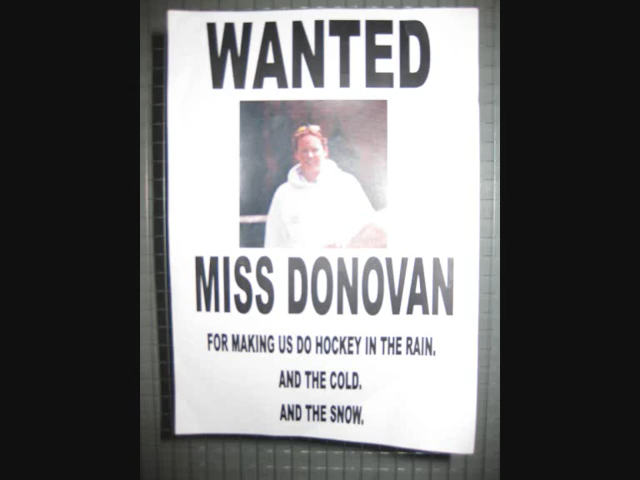 WANTED
MISS DONOVAN
FOR MAKING US DO HOCKEY IN THE RAIN.
AND THE COLD.
AND THE SNOW.